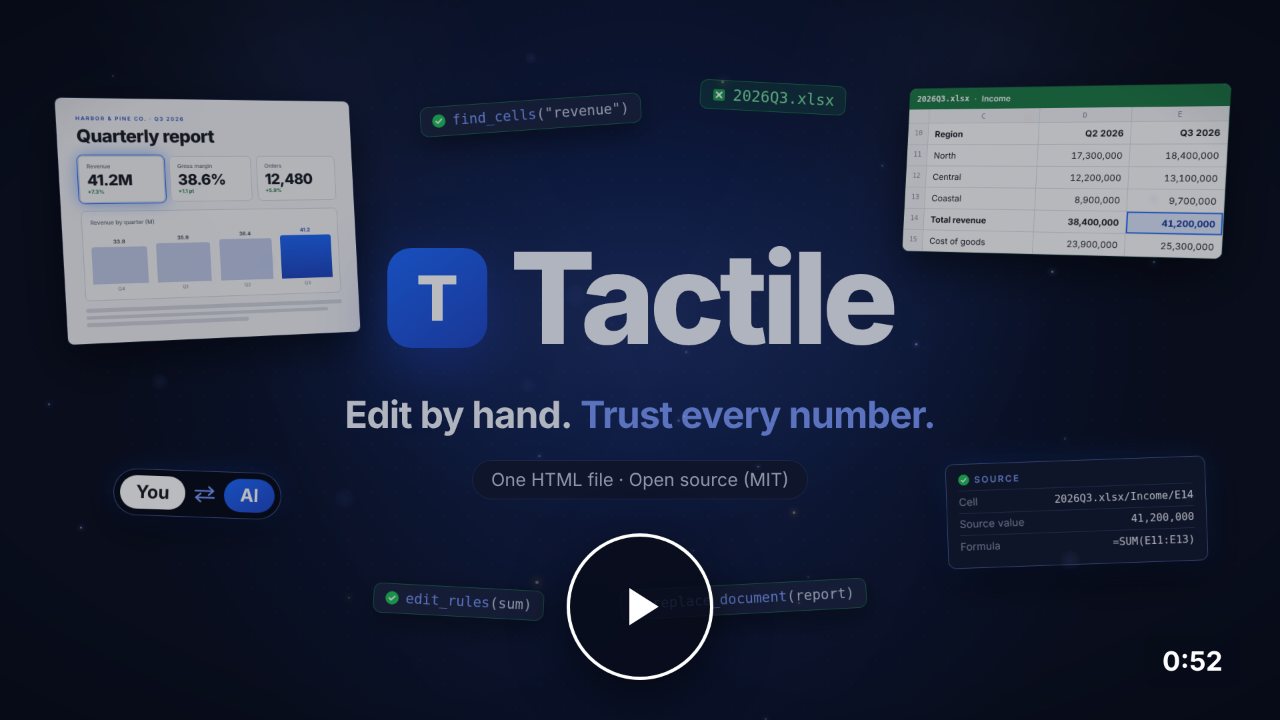 HARBOR & PINE CO. · Q3 2026
Quarterly report
Revenue
41.2M
+7.3%
Gross margin
38.6%
+1.1 pt
Orders
12,480
+5.9%
Revenue by quarter (M)
33.8
35.9
38.4
41.2
Q4
Q1
Q2
Q3
find_cells("revenue")
2026Q3.xlsx
2026Q3.xlsx · Income
C D E
10 Region Q2 2026 Q3 2026
11 North 17,300,000 18,400,000
12 Central 12,200,000 13,100,000
13 Coastal 8,900,000 9,700,000
14 Total revenue 38,400,000 41,200,000
15 Cost of goods 23,900,000 25,300,000
T Tactile
Edit by hand. Trust every number.
One HTML file · Open source (MIT)
You AI
SOURCE
Cell 2026Q3.xlsx/Income/E14
Source value 41,200,000
Formula =SUM(E11:E13)
edit_rules(sum)
replace_document(report)
0:52